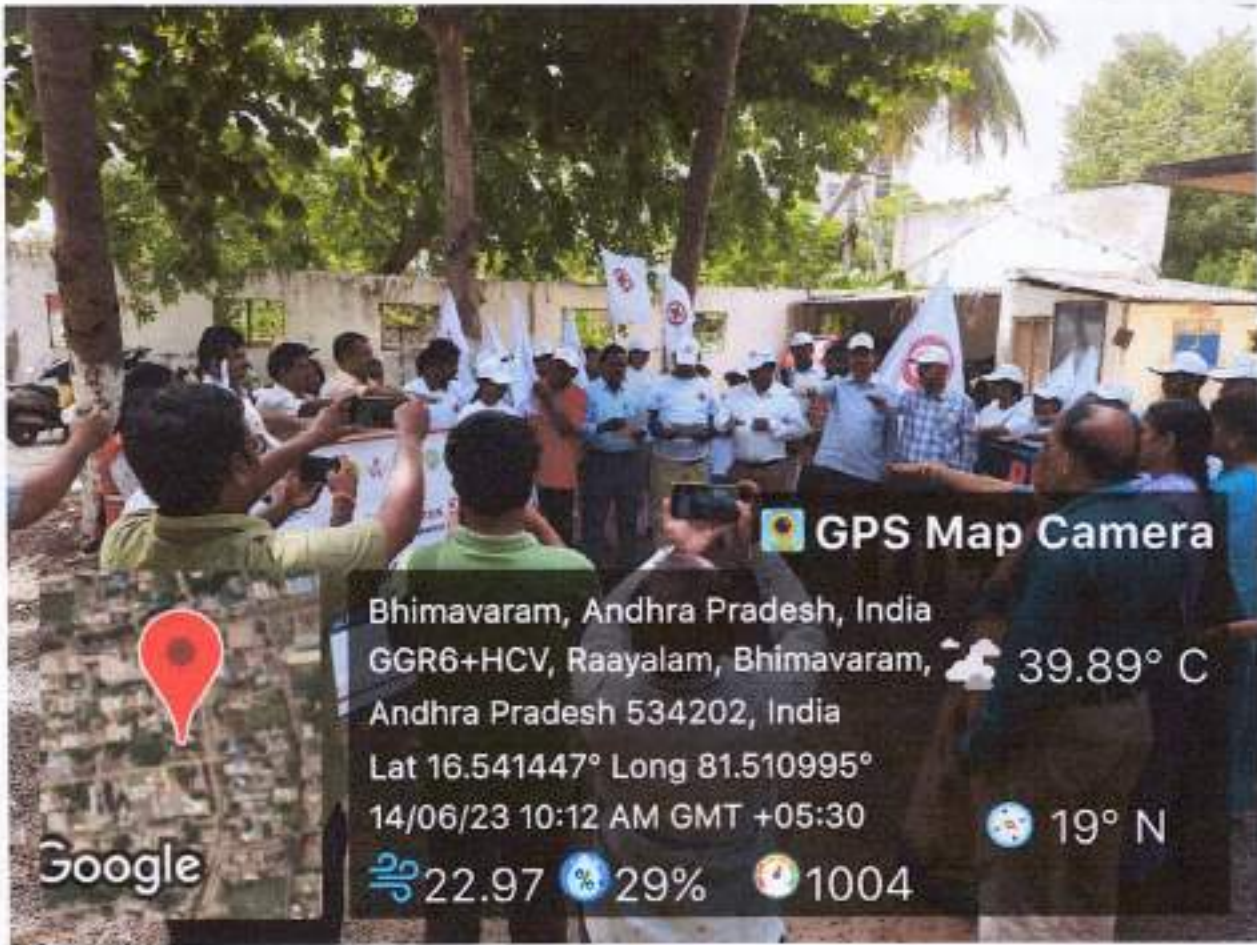 GPS Map Camera
Bhimavaram, Andhra Pradesh, India
GGR6+HCV, Raayalam, Bhimavaram,
Andhra Pradesh 534202, India
39.89° C
Lat 16.541447° Long 81.510995°
14/06/23 10:12 AM GMT +05:30
19° N
22.97 % 29% 1004
Google